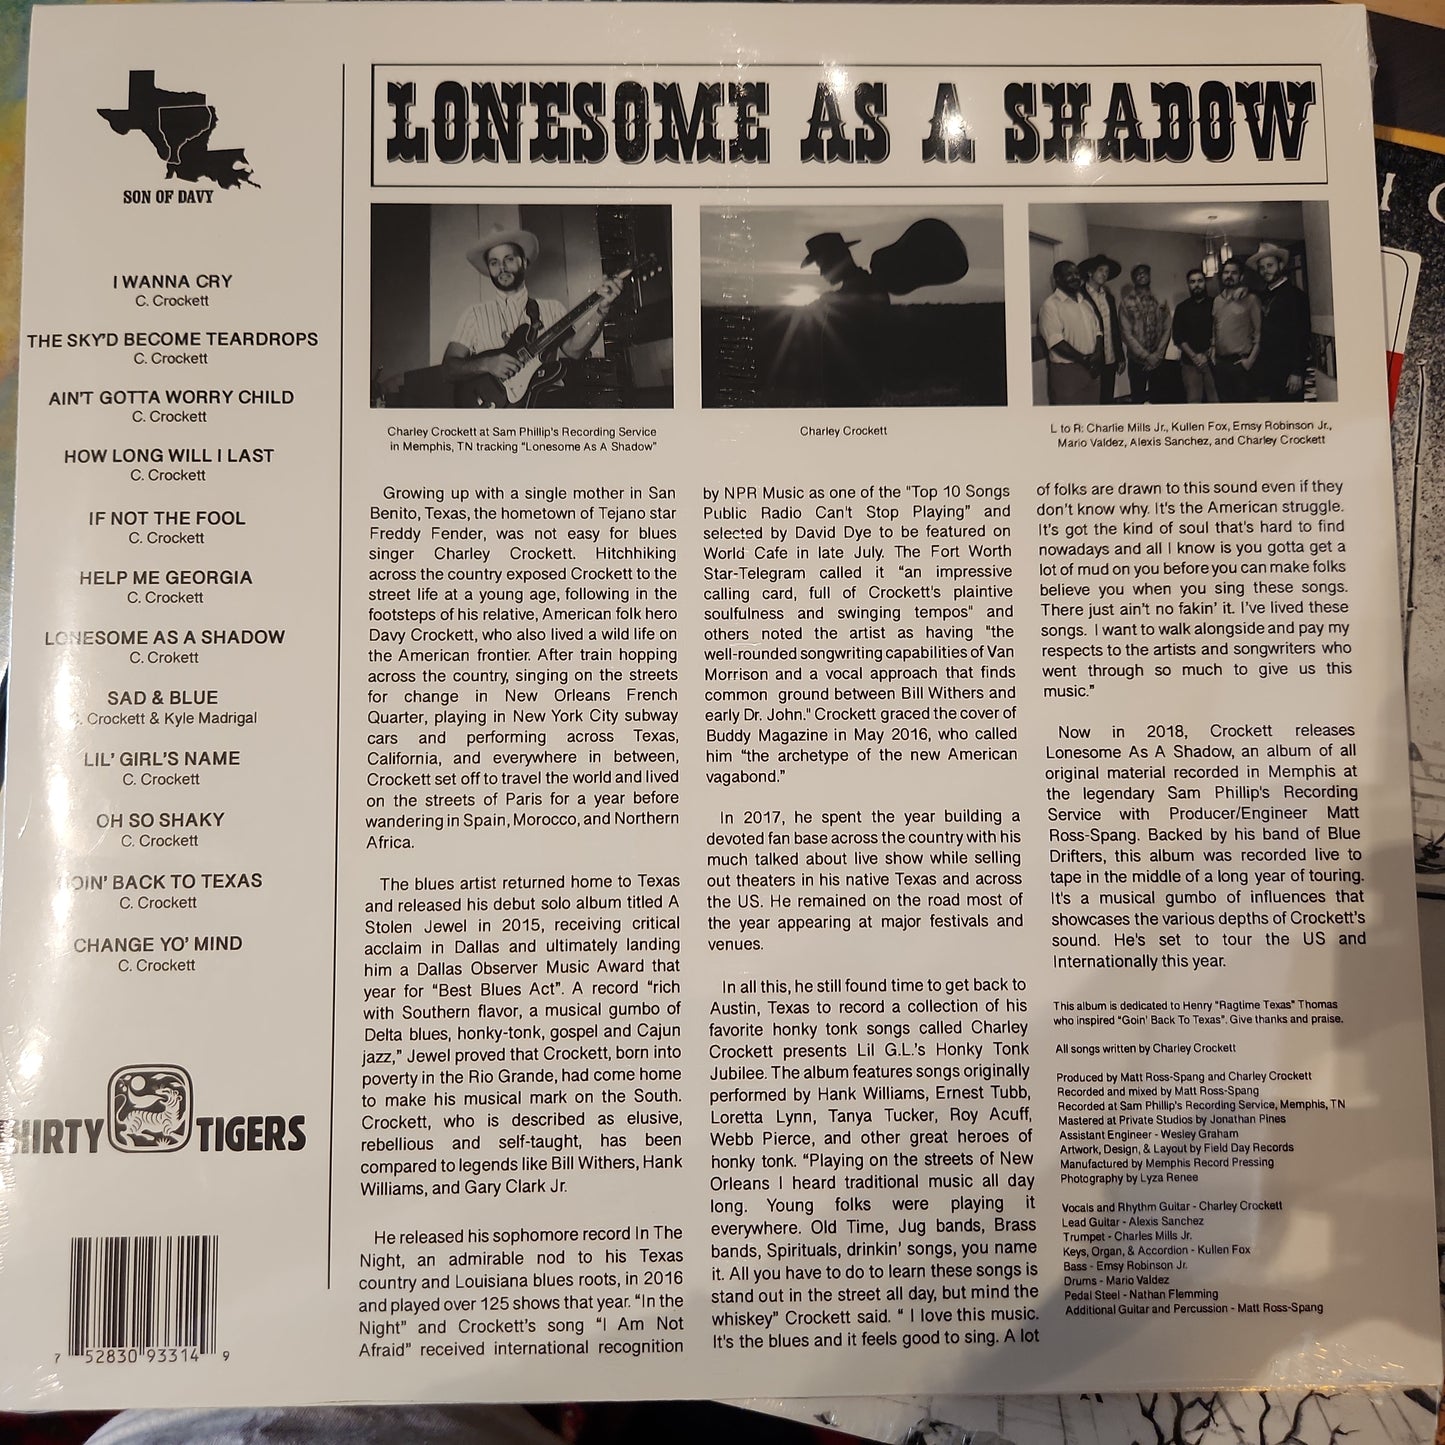 SON OF DAVY
I WANNA CRY
C. Crockett
THE SKY'D BECOME TEARDROPS
C. Crockett
AIN'T GOTTA WORRY CHILD
C. Crockett
HOW LONG WILL I LAST
C. Crockett
IF NOT THE FOOL
C. Crockett
HELP ME GEORGIA
C. Crockett
LONESOME AS A SHADOW
C. Crokett
SAD & BLUE
C. Crockett & Kyle Madrigal
LIL' GIRL'S NAME
C. Crockett
OH SO SHAKY
C. Crockett
OIN' BACK TO TEXAS
C. Crockett
CHANGE YO' MIND
C. Crockett
HIRTY TIGERS
7 52830 93314 9
LONESOME AS A SHADOW
Charley Crockett at Sam Phillip's Recording Service
in Memphis, TN tracking "Lonesome As A Shadow"
Charley Crockett
L to R: Charlie Mills Jr., Kullen Fox, Emsy Robinson Jr.,
Mario Valdez, Alexis Sanchez, and Charley Crockett
Growing up with a single mother in San
Benito, Texas, the hometown of Tejano star
Freddy Fender, was not easy for blues
singer Charley Crockett. Hitchhiking
across the country exposed Crockett to the
street life at a young age, following in the
footsteps of his relative, American folk hero
Davy Crockett, who also lived a wild life on
the American frontier. After train hopping
across the country, singing on the streets
for change in New Orleans French
Quarter, playing in New York City subway
cars and performing across Texas,
California, and everywhere in between,
Crockett set off to travel the world and lived
on the streets of Paris for a year before
wandering in Spain, Morocco, and Northern
Africa.
The blues artist returned home to Texas
and released his debut solo album titled A
Stolen Jewel in 2015, receiving critical
acclaim in Dallas and ultimately landing
him a Dallas Observer Music Award that
year for "Best Blues Act". A record "rich
with Southern flavor, a musical gumbo of
Delta blues, honky-tonk, gospel and Cajun
jazz," Jewel proved that Crockett, born into
poverty in the Rio Grande, had come home
to make his musical mark on the South.
Crockett, who is described as elusive,
rebellious and self-taught, has been
compared to legends like Bill Withers, Hank
Williams, and Gary Clark Jr.
He released his sophomore record In The
Night, an admirable nod to his Texas
country and Louisiana blues roots, in 2016
and played over 125 shows that year. "In the
Night" and Crockett's song "I Am Not
Afraid" received international recognition
by NPR Music as one of the "Top 10 Songs
Public Radio Can't Stop Playing" and
selected by David Dye to be featured on
World Cafe in late July. The Fort Worth
Star-Telegram called it "an impressive
calling card, full of Crockett's plaintive
soulfulness and swinging tempos" and
others noted the artist as having "the
well-rounded songwriting capabilities of Van
Morrison and a vocal approach that finds
common ground between Bill Withers and
early Dr. John." Crockett graced the cover of
Buddy Magazine in May 2016, who called
him "the archetype of the new American
vagabond."
In 2017, he spent the year building a
devoted fan base across the country with his
much talked about live show while selling
out theaters in his native Texas and across
the US. He remained on the road most of
the year appearing at major festivals and
venues.
In all this, he still found time to get back to
Austin, Texas to record a collection of his
favorite honky tonk songs called Charley
Crockett presents Lil G.L.'s Honky Tonk
Jubilee. The album features songs originally
performed by Hank Williams, Ernest Tubb,
Loretta Lynn, Tanya Tucker, Roy Acuff,
Webb Pierce, and other great heroes of
honky tonk. "Playing on the streets of New
Orleans I heard traditional music all day
long. Young folks were playing it
everywhere. Old Time, Jug bands, Brass
bands, Spirituals, drinkin' songs, you name
it. All you have to do to learn these songs is
stand out in the street all day, but mind the
whiskey" Crockett said. " I love this music.
It's the blues and it feels good to sing. A lot
of folks are drawn to this sound even if they
don't know why. It's the American struggle.
It's got the kind of soul that's hard to find
nowadays and all I know is you gotta get a
lot of mud on you before you can make folks
believe you when you sing these songs.
There just ain't no fakin' it. I've lived these
songs. I want to walk alongside and pay my
respects to the artists and songwriters who
went through so much to give us this
music."
Now in 2018, Crockett releases
Lonesome As A Shadow, an album of all
original material recorded in Memphis at
the legendary Sam Phillip's Recording
Service with Producer/Engineer Matt
Ross-Spang. Backed by his band of Blue
Drifters, this album was recorded live to
tape in the middle of a long year of touring.
It's a musical gumbo of influences that
showcases the various depths of Crockett's
sound. He's set to tour the US and
Internationally this year.
This album is dedicated to Henry "Ragtime Texas" Thomas
who inspired "Goin' Back To Texas". Give thanks and praise.
All songs written by Charley Crockett
Produced by Matt Ross-Spang and Charley Crockett
Recorded and mixed by Matt Ross-Spang
Recorded at Sam Phillip's Recording Service, Memphis, TN
Mastered at Private Studios by Jonathan Pines
Assistant Engineer - Wesley Graham
Artwork, Design, & Layout by Field Day Records
Manufactured by Memphis Record Pressing
Photography by Lyza Renee
Vocals and Rhythm Guitar - Charley Crockett
Lead Guitar - Alexis Sanchez
Trumpet - Charles Mills Jr.
Keys, Organ, & Accordion - Kullen Fox
Bass - Emsy Robinson Jr.
Drums - Mario Valdez
Pedal Steel - Nathan Flemming
Additional Guitar and Percussion - Matt Ross-Spang